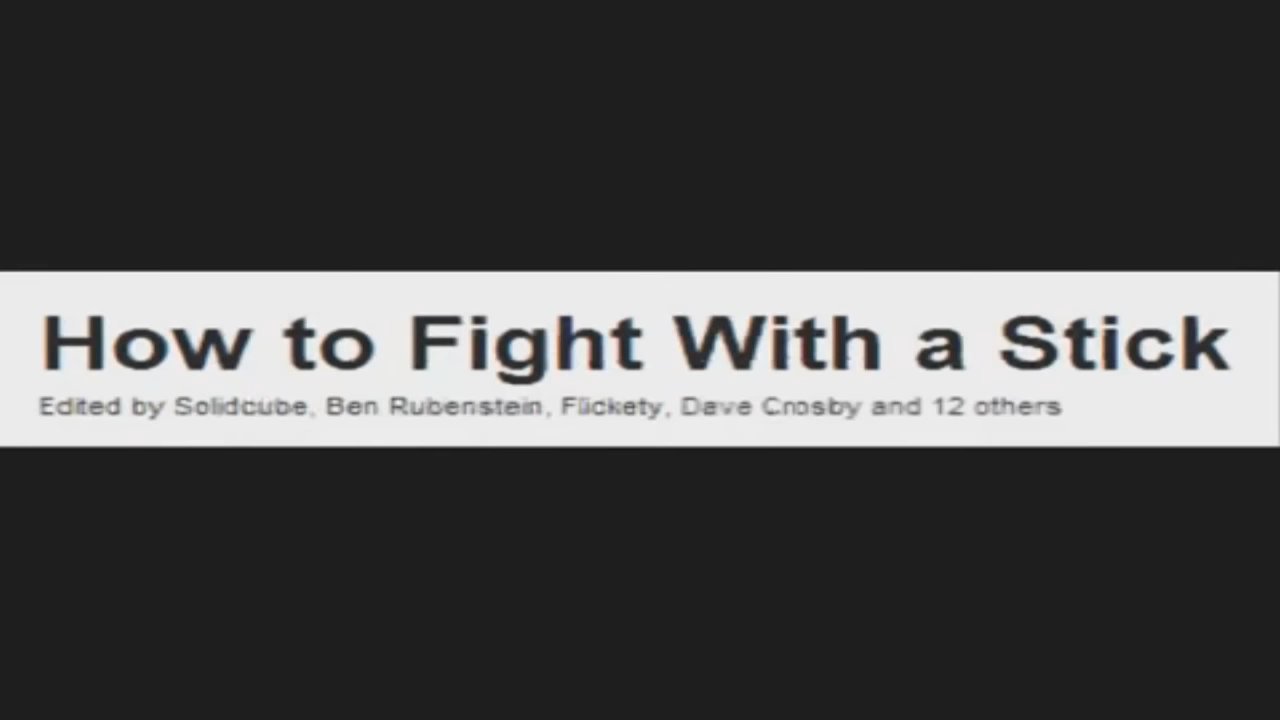 How to Fight With a Stick
Edited by Solidcube, Ben Rubenstein, Flickety, Dave Crosby and 12 others